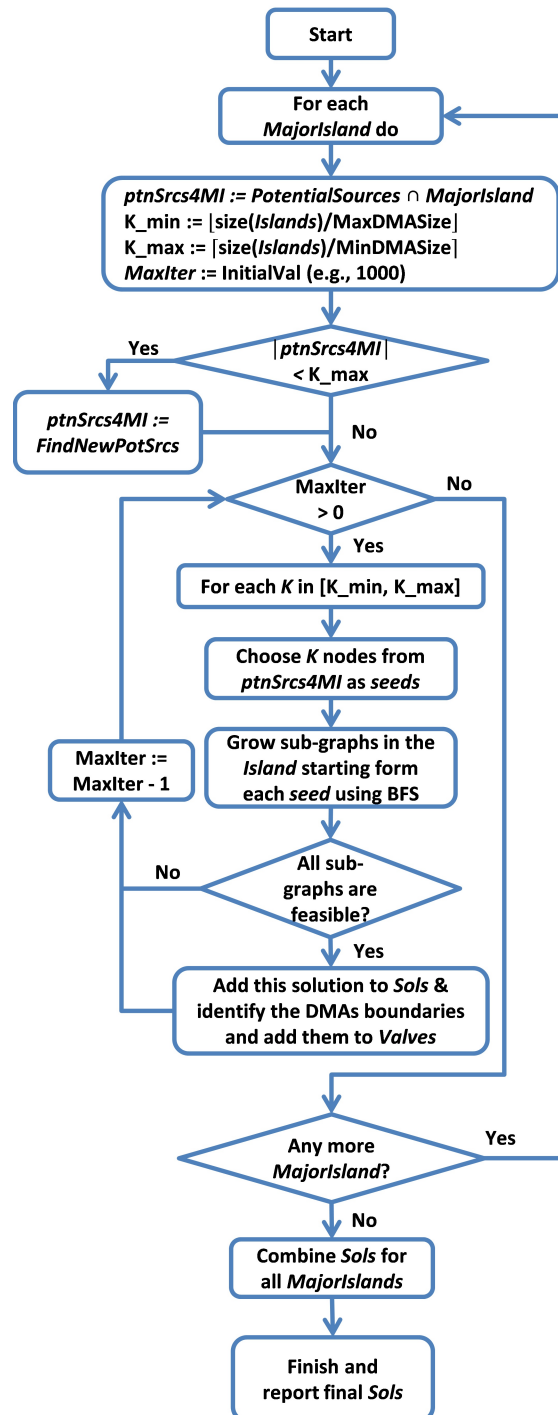 Start
For each
MajorIsland do
ptnSrcs4MI := PotentialSources ∩ MajorIsland
K_min := ⌊size(Islands)/MaxDMASize⌋
K_max := ⌈size(Islands)/MinDMASize⌉
MaxIter := InitialVal (e.g., 1000)
Yes
|ptnSrcs4MI|
< K_max
ptnSrcs4MI :=
FindNewPotSrcs
No
MaxIter
> 0
No
Yes
For each K in [K_min, K_max]
Choose K nodes from
ptnSrcs4MI as seeds
Grow sub-graphs in the
Island starting form
each seed using BFS
MaxIter :=
MaxIter - 1
No
All sub-
graphs are
feasible?
Yes
Add this solution to Sols &
identify the DMAs boundaries
and add them to Valves
Any more
MajorIsland?
Yes
No
Combine Sols for
all MajorIslands
Finish and
report final Sols